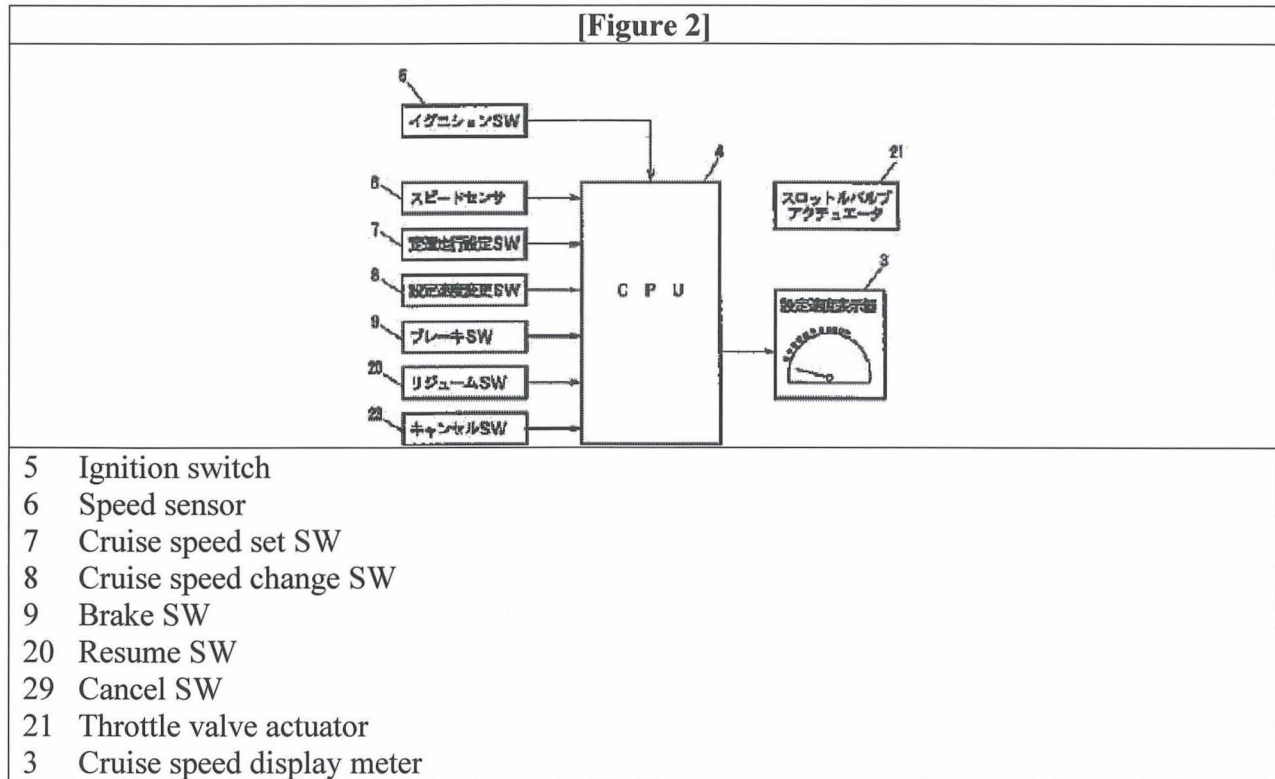 [Figure 2]
5
イグニションSW
6
スピードセンサ
7
定速走行設定SW
8
設定速度変更SW
9
ブレーキSW
20
リジュームSW
キャンセルSW
4
CPU
21
スロットルバルブ
アクチュエータ
3
設定速度表示器
5 Ignition switch
6 Speed sensor
7 Cruise speed set SW
8 Cruise speed change SW
9 Brake SW
20 Resume SW
29 Cancel SW
21 Throttle valve actuator
3 Cruise speed display meter